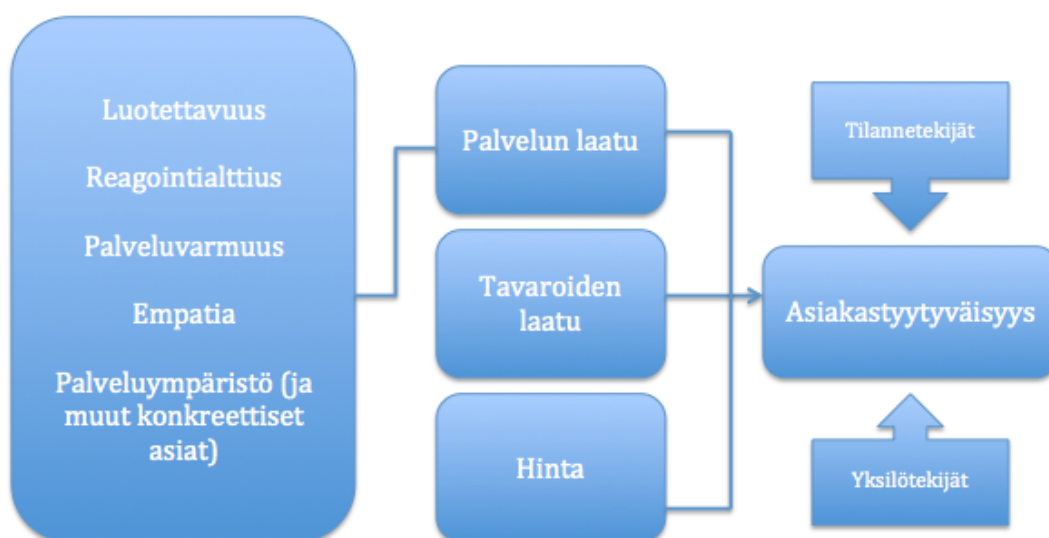 Luotettavuus
Reagointialttius
Palveluvarmuus
Empatia
Palveluympäristö (ja
muut konkreettiset
asiat)
Palvelun laatu
Tavaroiden
laatu
Hinta
Tilannetekijät
Asiakastyytyväisyys
Yksilötekijät